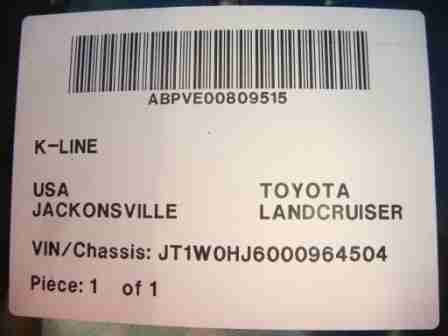 ABPVE00809515
K-LINE
USA TOYOTA
JACKONSVILLE LANDCRUISER
VIN/Chassis: JT1W0HJ6000964504
Piece: 1 of 1